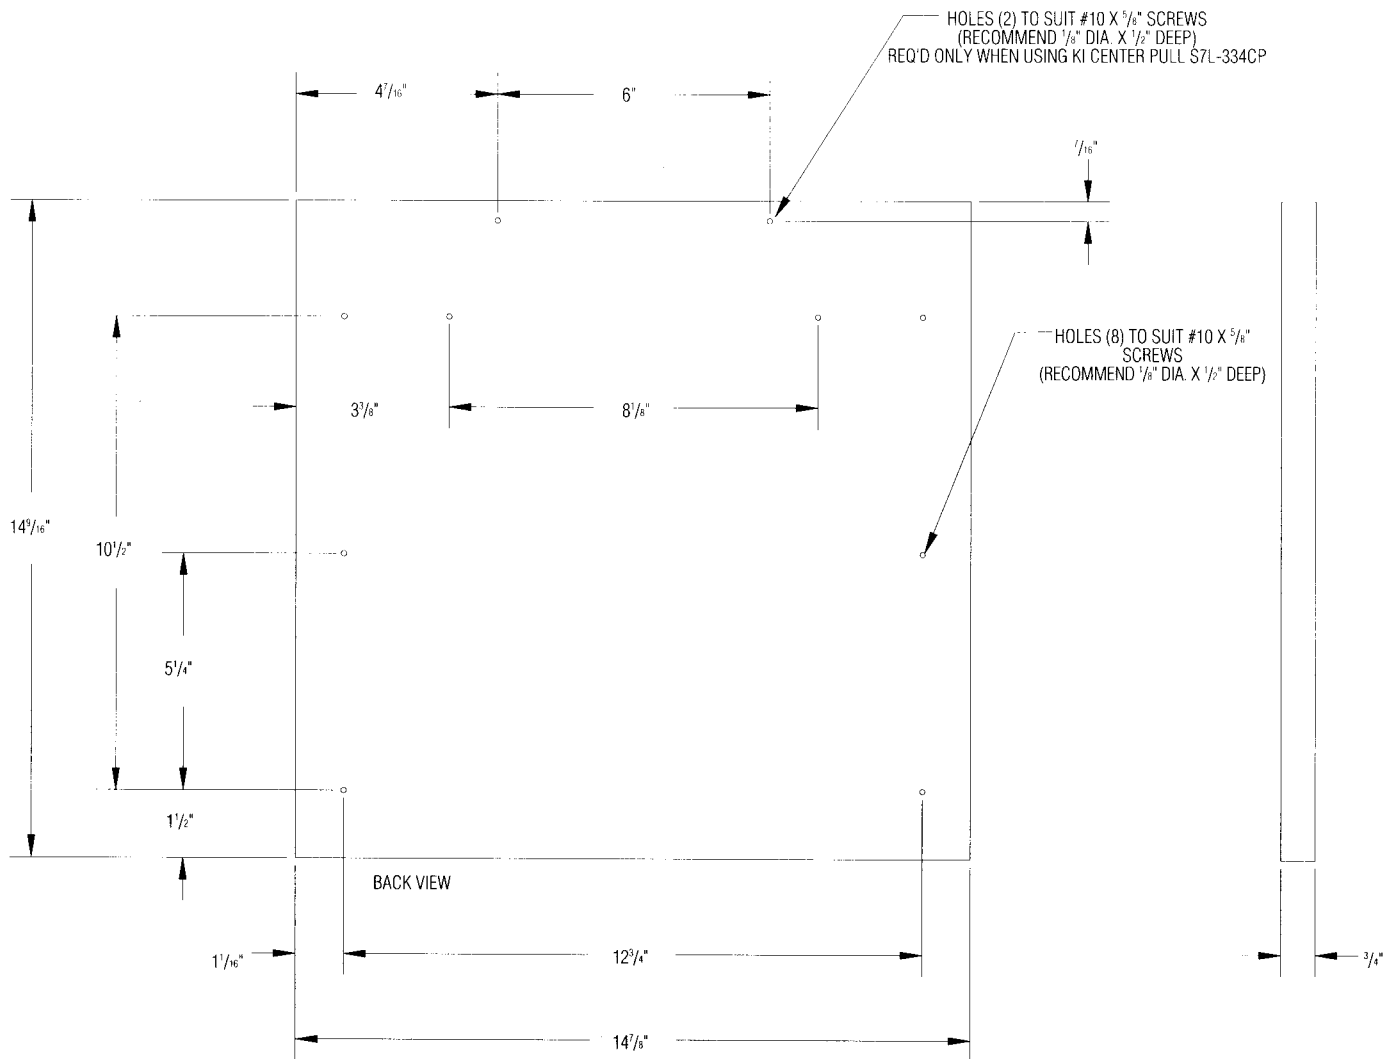 HOLES (2) TO SUIT #10 X 5/8" SCREWS
(RECOMMEND 1/8" DIA. X 1/2" DEEP)
REQ'D ONLY WHEN USING KI CENTER PULL S7L-334CP
4 7/16"
6"
7/16"
HOLES (8) TO SUIT #10 X 5/8"
SCREWS
(RECOMMEND 1/8" DIA. X 1/2" DEEP)
3 3/8"
8 1/8"
14 9/16"
10 1/2"
5 1/4"
1 1/2"
BACK VIEW
1 1/16"
12 3/4"
3/4"
14 7/8"